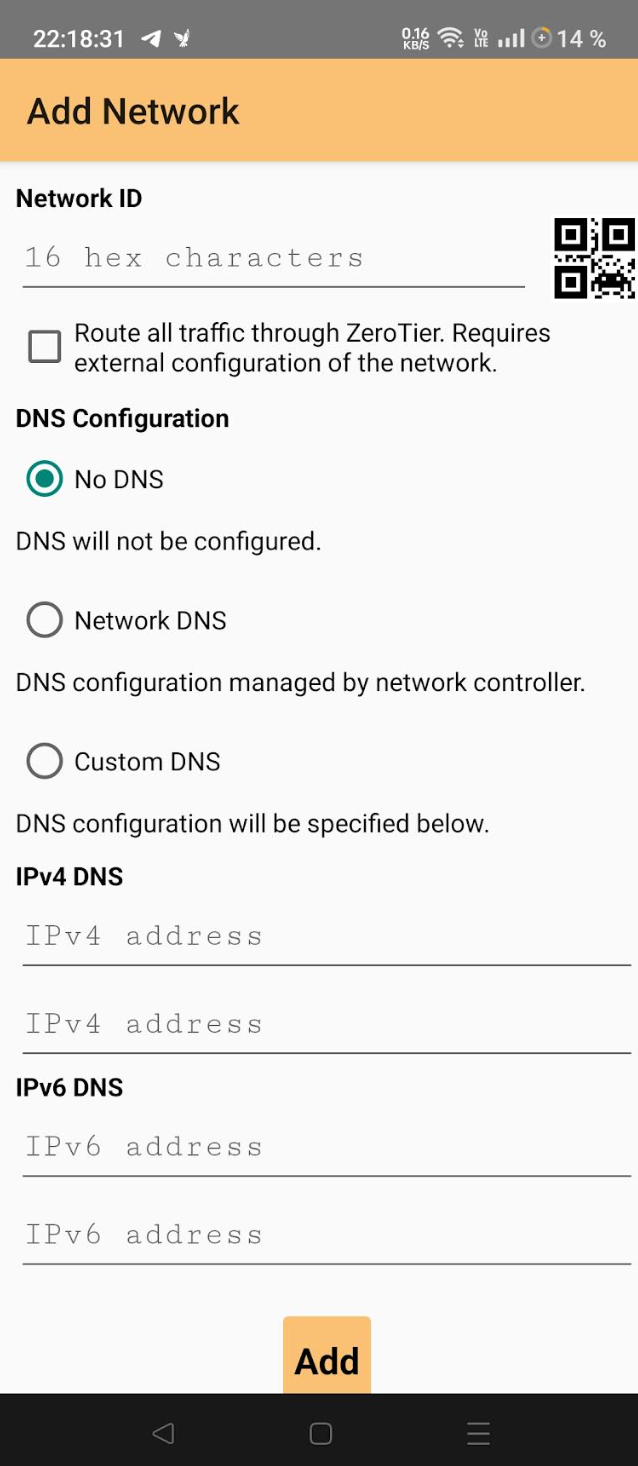 22:18:31 0.16 KB/S Vo LTE 14 %
Add Network
Network ID
16 hex characters
Route all traffic through ZeroTier. Requires
external configuration of the network.
DNS Configuration
No DNS
DNS will not be configured.
Network DNS
DNS configuration managed by network controller.
Custom DNS
DNS configuration will be specified below.
IPv4 DNS
IPv4 address
IPv4 address
IPv6 DNS
IPv6 address
IPv6 address
Add